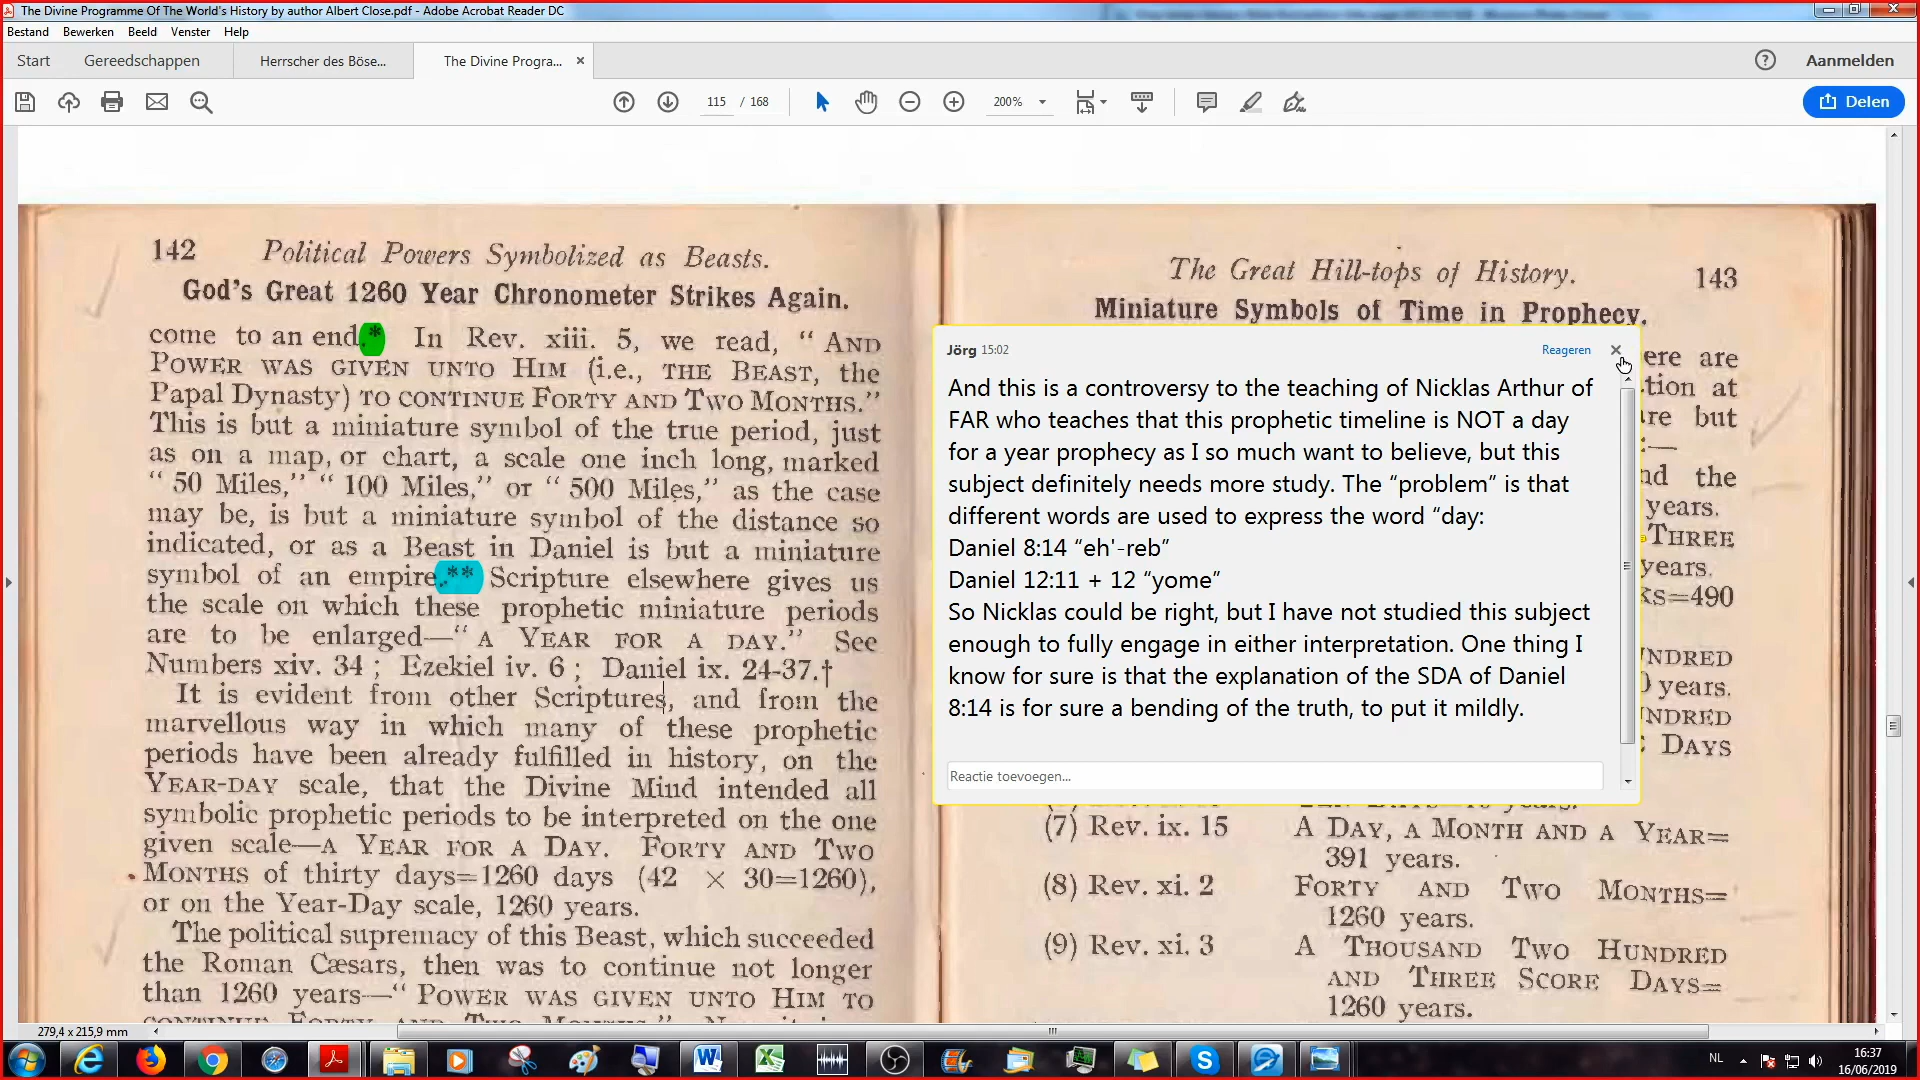 The Divine Programme Of The World's History by author Albert Close.pdf - Adobe Acrobat Reader DC
Bestand Bewerken Beeld Venster Help
Start Gereedschappen Herrscher des Böse... The Divine Progra... Aanmelden
115 / 168 200% Delen
142 Political Powers Symbolized as Beasts.
God's Great 1260 Year Chronometer Strikes Again.
come to an end.* In Rev. xiii. 5, we read, “ AND
POWER WAS GIVEN UNTO HIM (i.e., THE BEAST, the
Papal Dynasty) TO CONTINUE FORTY AND TWO MONTHS.”
This is but a miniature symbol of the true period, just
as on a map, or chart, a scale one inch long, marked
“ 50 Miles,” “ 100 Miles,” or “ 500 Miles,” as the case
may be, is but a miniature symbol of the distance so
indicated, or as a Beast in Daniel is but a miniature
symbol of an empire.** Scripture elsewhere gives us
the scale on which these prophetic miniature periods
are to be enlarged—“ A YEAR FOR A DAY.” See
Numbers xiv. 34 ; Ezekiel iv. 6 ; Daniel ix. 24-37.†
It is evident from other Scriptures, and from the
marvellous way in which many of these prophetic
periods have been already fulfilled in history, on the
YEAR-DAY scale, that the Divine Mind intended all
symbolic prophetic periods to be interpreted on the one
given scale—A YEAR FOR A DAY. FORTY AND TWO
MONTHS of thirty days=1260 days (42 × 30=1260),
or on the Year-Day scale, 1260 years.
The political supremacy of this Beast, which succeeded
the Roman Cæsars, then was to continue not longer
than 1260 years—“ POWER WAS GIVEN UNTO HIM TO
The Great Hill-tops of History. 143
Miniature Symbols of Time in Prophecy.
Jörg 15:02 Reageren
And this is a controversy to the teaching of Nicklas Arthur of
FAR who teaches that this prophetic timeline is NOT a day
for a year prophecy as I so much want to believe, but this
subject definitely needs more study. The “problem” is that
different words are used to express the word “day:
Daniel 8:14 “eh'-reb”
Daniel 12:11 + 12 “yome”
So Nicklas could be right, but I have not studied this subject
enough to fully engage in either interpretation. One thing I
know for sure is that the explanation of the SDA of Daniel
8:14 is for sure a bending of the truth, to put it mildly.
Reactie toevoegen...
ere are
tion at
re but
nd the
years.
THREE
years.
ks=490
NDRED
years.
NDRED
DAYS
(7) Rev. ix. 15 A DAY, A MONTH AND A YEAR=
391 years.
(8) Rev. xi. 2 FORTY AND TWO MONTHS=
1260 years.
(9) Rev. xi. 3 A THOUSAND TWO HUNDRED
AND THREE SCORE DAYS=
1260 years.
279,4 x 215,9 mm
NL 16:37
16/06/2019